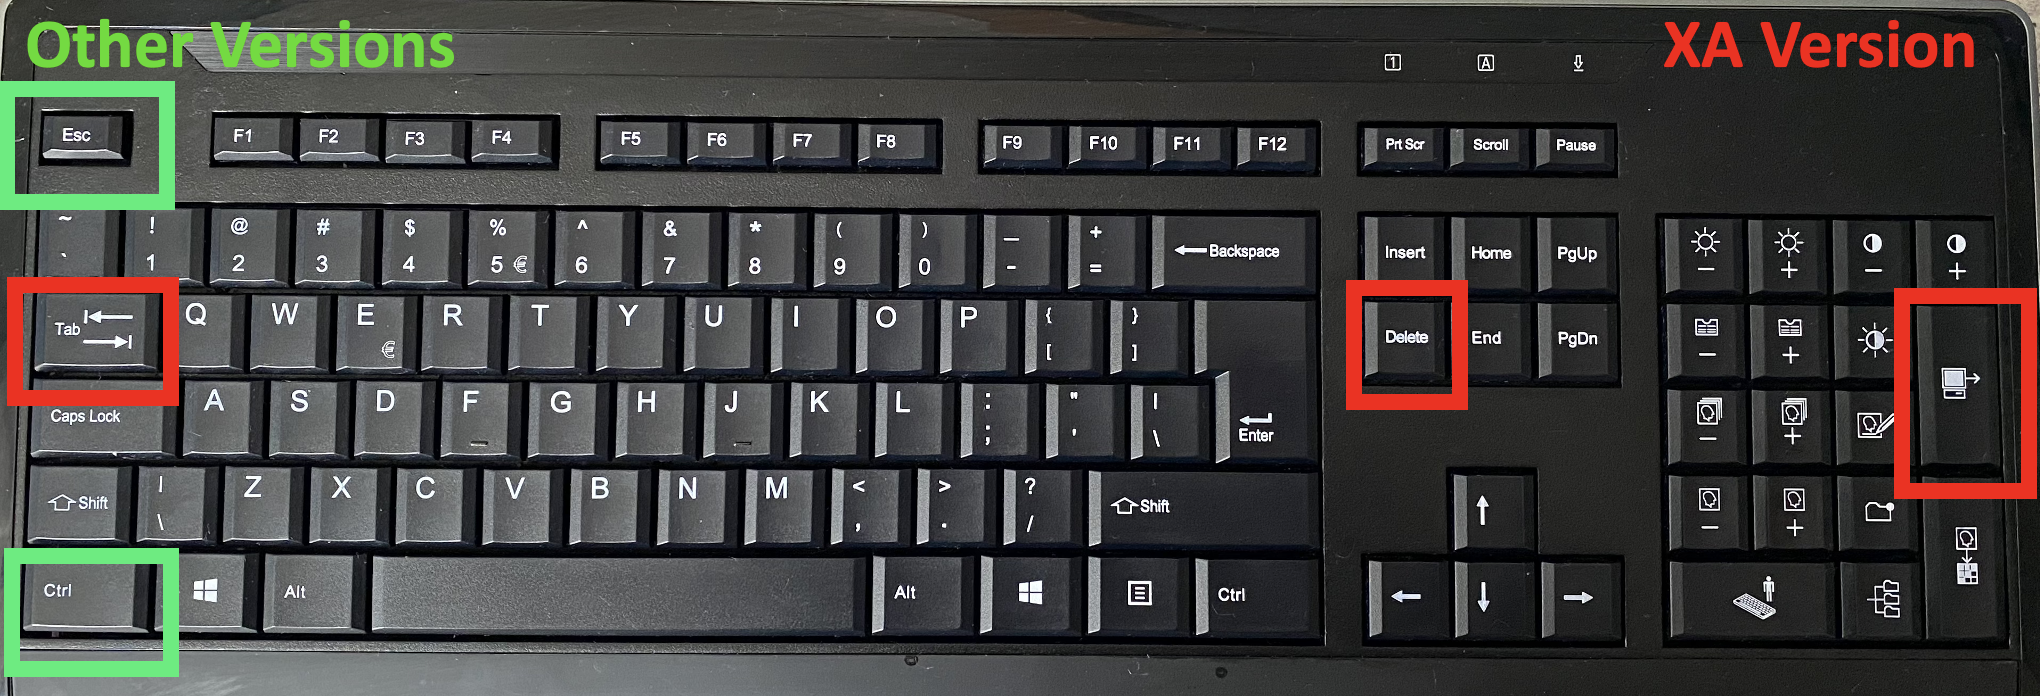 Other Versions
XA Version
1 A
Esc F1 F2 F3 F4 F5 F6 F7 F8 F9 F10 F11 F12 Prt Scr Scroll Pause
~ ! @ # $ % ^ & * ( ) _ +
` 1 2 3 4 5 € 6 7 8 9 0 - = Backspace Insert Home PgUp
- + - +
Tab Q W E R T Y U I O P { }
€ [ ] Delete End PgDn
- +
Caps Lock A S D F G H J K L : " |
; ' \ Enter
- +
Shift | Z X C V B N M < > ? Shift
\ , . /
- +
Ctrl Alt Alt Ctrl